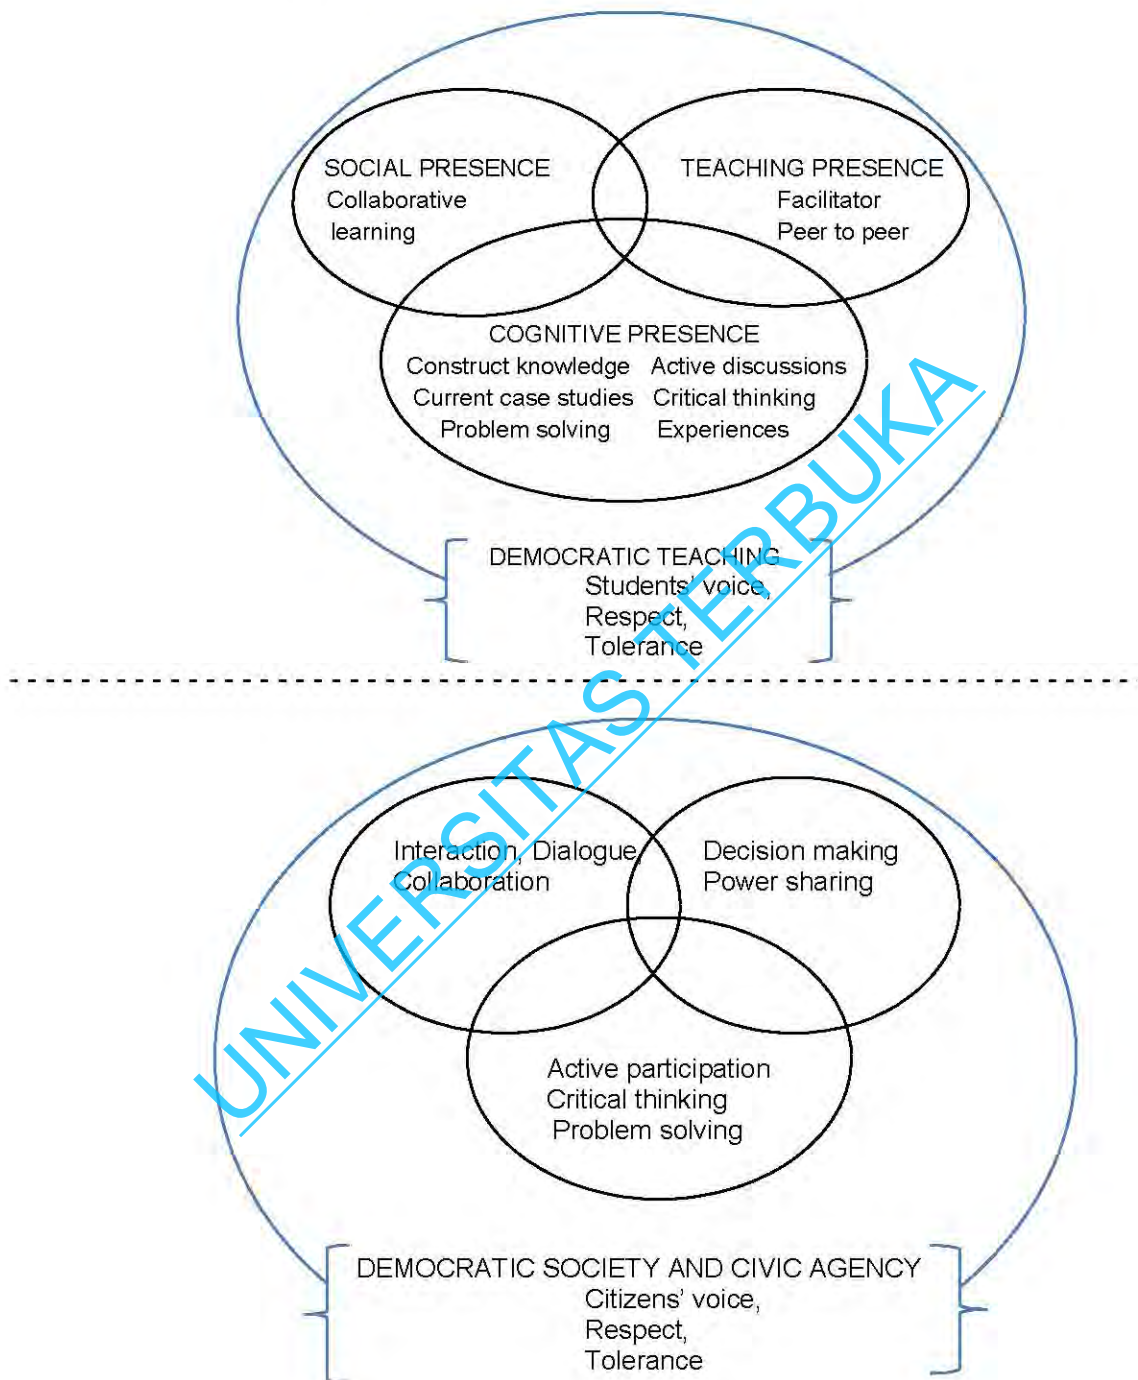 SOCIAL PRESENCE
Collaborative
learning
TEACHING PRESENCE
Facilitator
Peer to peer
COGNITIVE PRESENCE
Construct knowledge Active discussions
Current case studies Critical thinking
Problem solving Experiences
DEMOCRATIC TEACHING
Students' voice,
Respect,
Tolerance
UNIVERSITAS TERBUKA
Interaction, Dialogue,
Collaboration
Decision making
Power sharing
Active participation
Critical thinking
Problem solving
DEMOCRATIC SOCIETY AND CIVIC AGENCY
Citizens' voice,
Respect,
Tolerance